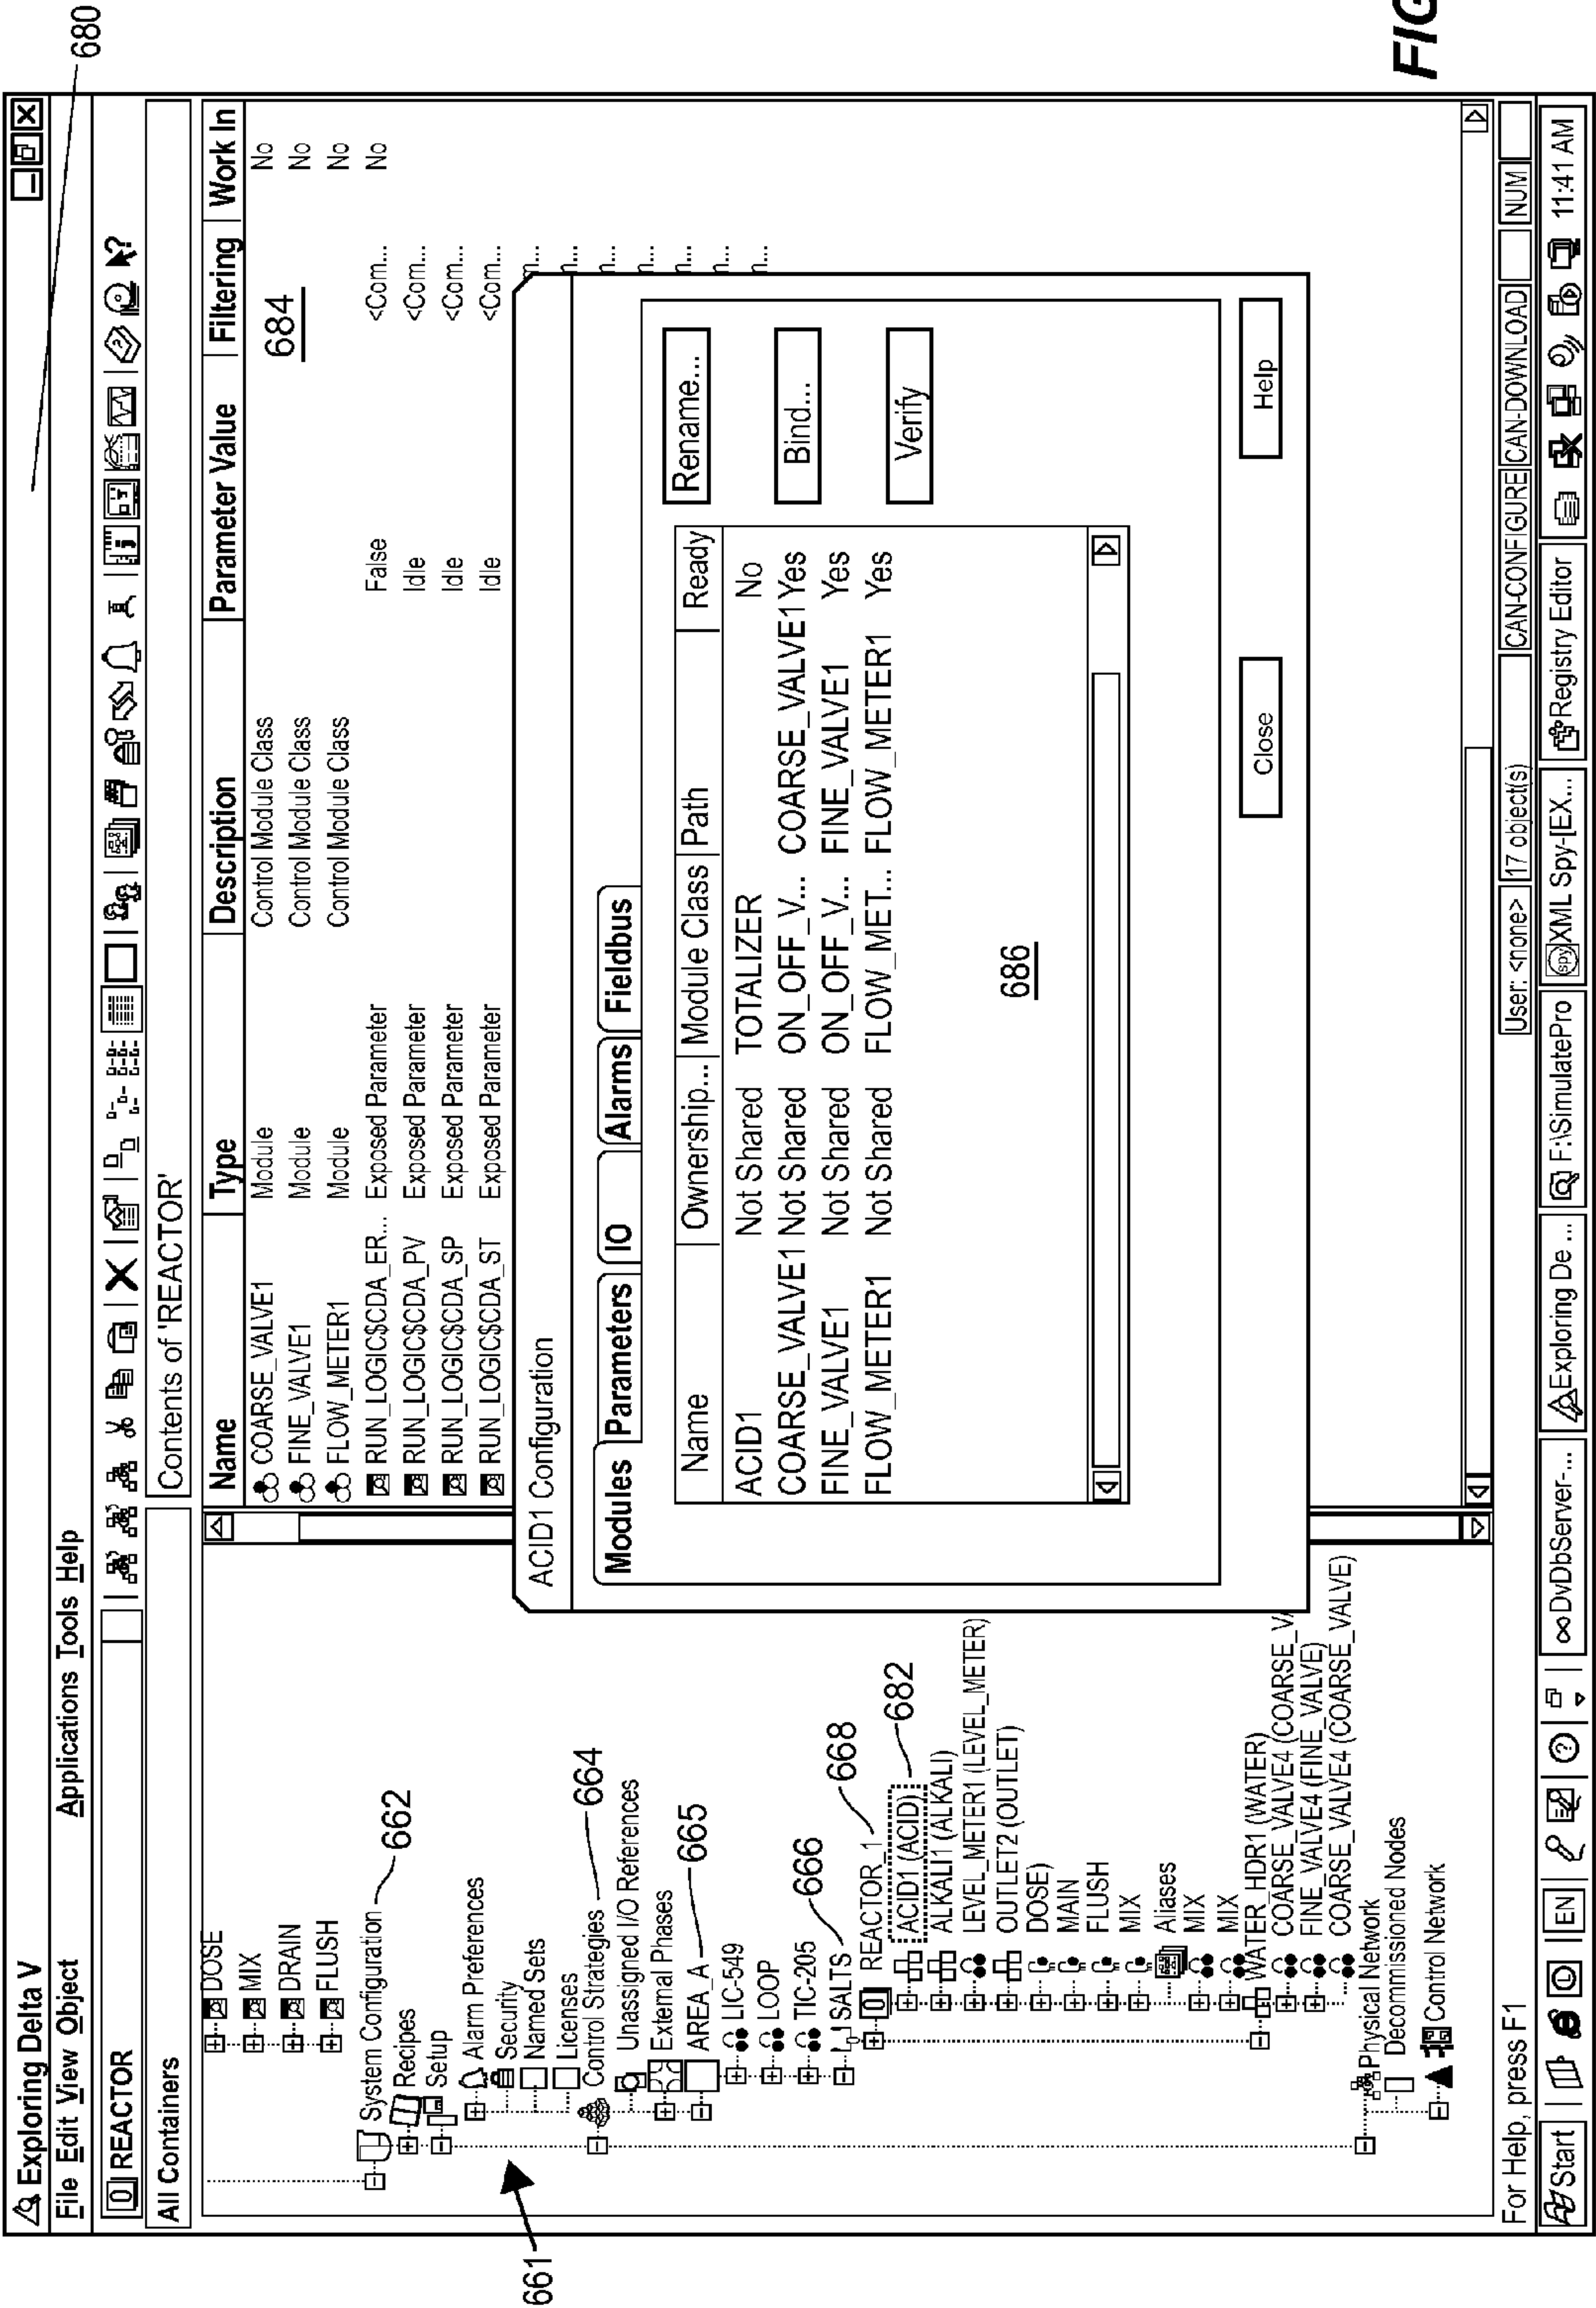 680
Exploring Delta V
File Edit View Object Applications Tools Help
REACTOR
All Containers
Contents of 'REACTOR'
DOSE
MIX
DRAIN
FLUSH
System Configuration
662
Recipes
Setup
Alarm Preferences
Security
Named Sets
Licenses
Control Strategies
664
Unassigned I/O References
External Phases
AREA_A
665
LIC-549
LOOP
TIC-205
SALTS
666
REACTOR_1
668
ACID1 (ACID)
682
ALKALI1 (ALKALI)
LEVEL_METER1 (LEVEL_METER)
OUTLET2 (OUTLET)
DOSE)
MAIN
FLUSH
MIX
Aliases
MIX
MIX
WATER_HDR1 (WATER)
COARSE_VALVE4 (COARSE_VA
FINE_VALVE4 (FINE_VALVE)
COARSE_VALVE4 (COARSE_VALVE)
Physical Network
Decommissioned Nodes
Control Network
661
Name Type Description Parameter Value Filtering Work In
COARSE_VALVE1 Module Control Module Class No
FINE_VALVE1 Module Control Module Class No
FLOW_METER1 Module Control Module Class No
RUN_LOGIC$CDA_ER... Exposed Parameter False <Com... No
RUN_LOGIC$CDA_PV Exposed Parameter Idle <Com...
RUN_LOGIC$CDA_SP Exposed Parameter Idle <Com...
RUN_LOGIC$CDA_ST Exposed Parameter Idle <Com...
m...
n...
n...
n...
n...
n...
n...
684
ACID1 Configuration
Modules Parameters IO Alarms Fieldbus
Name Ownership... Module Class Path Ready
ACID1 Not Shared TOTALIZER No
COARSE_VALVE1 Not Shared ON_OFF_V... COARSE_VALVE1 Yes
FINE_VALVE1 Not Shared ON_OFF_V... FINE_VALVE1 Yes
FLOW_METER1 Not Shared FLOW_MET... FLOW_METER1 Yes
686
Rename...
Bind...
Verify
Close
Help
For Help, press F1
User: <none> 17 object(s) CAN-CONFIGURE CAN-DOWNLOAD NUM
Start EN DvDbServer-... Exploring De ... F:\SimulatePro spy XML Spy-[EX... Registry Editor 11:41 AM
FIG